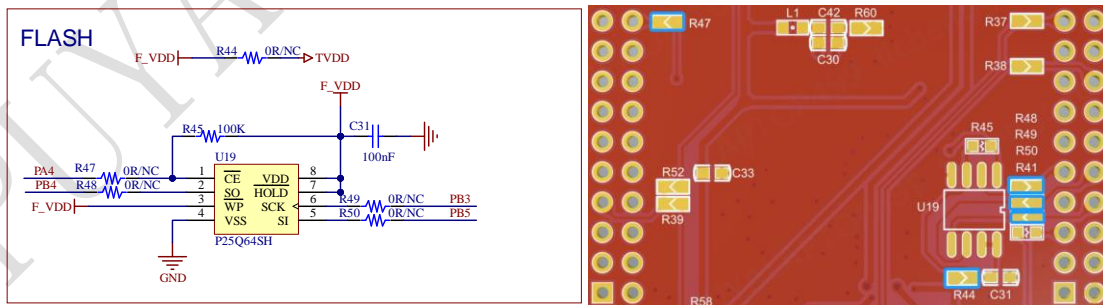 FLASH
F_VDD R44 0R/NC TVDD
F_VDD
R45 100K
C31
100nF
U19
PA4 R47 0R/NC 1 CE VDD 8
PB4 R48 0R/NC 2 SO HOLD 7
F_VDD 3 WP SCK 6 R49 0R/NC PB3
4 VSS SI 5 R50 0R/NC PB5
P25Q64SH
GND
PUYA
R47
L1 C42 R60
C30
R37
R38
R45
R48
R49
R50
R41
R52 C33
R39
U19
R44 C31
R58